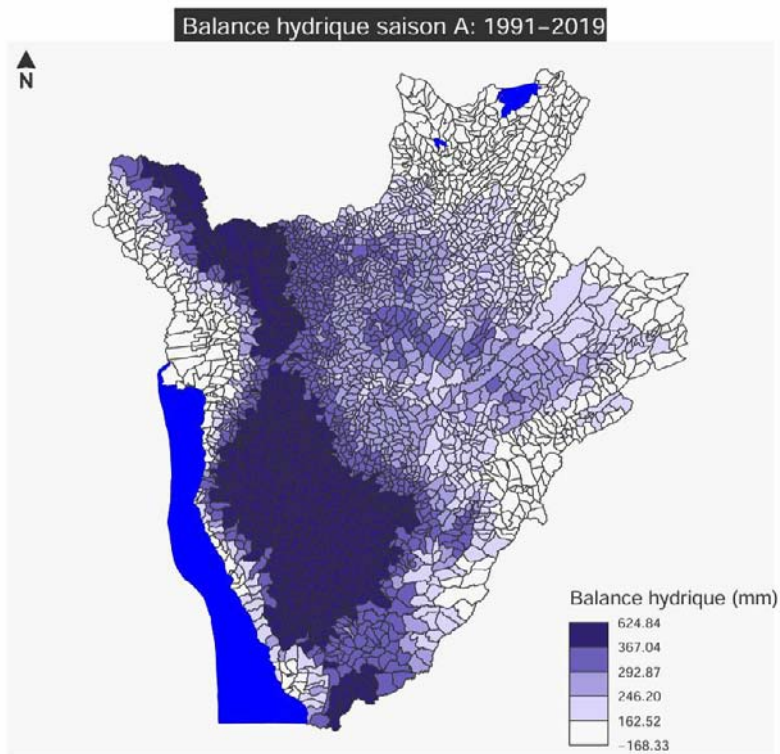 Balance hydrique saison A: 1991–2019
N
Balance hydrique (mm)
624.84
367.04
292.87
246.20
162.52
−168.33